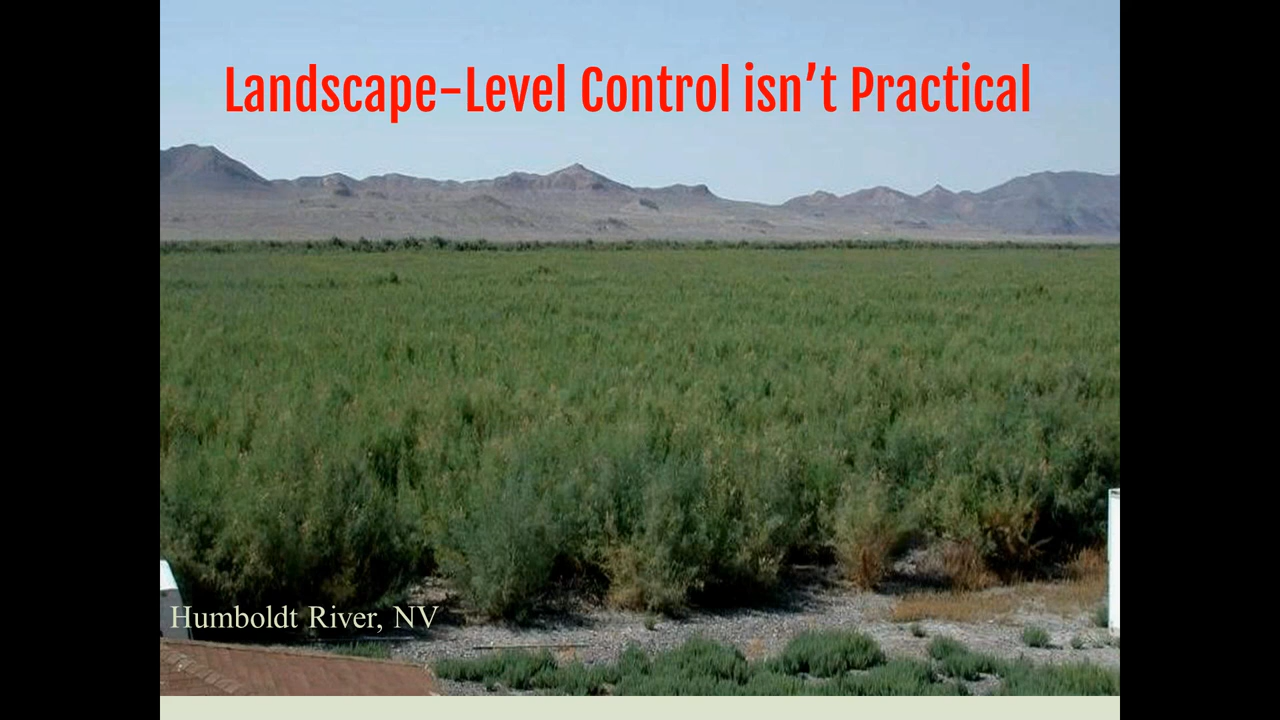 Landscape-Level Control isn’t Practical
Humboldt River, NV